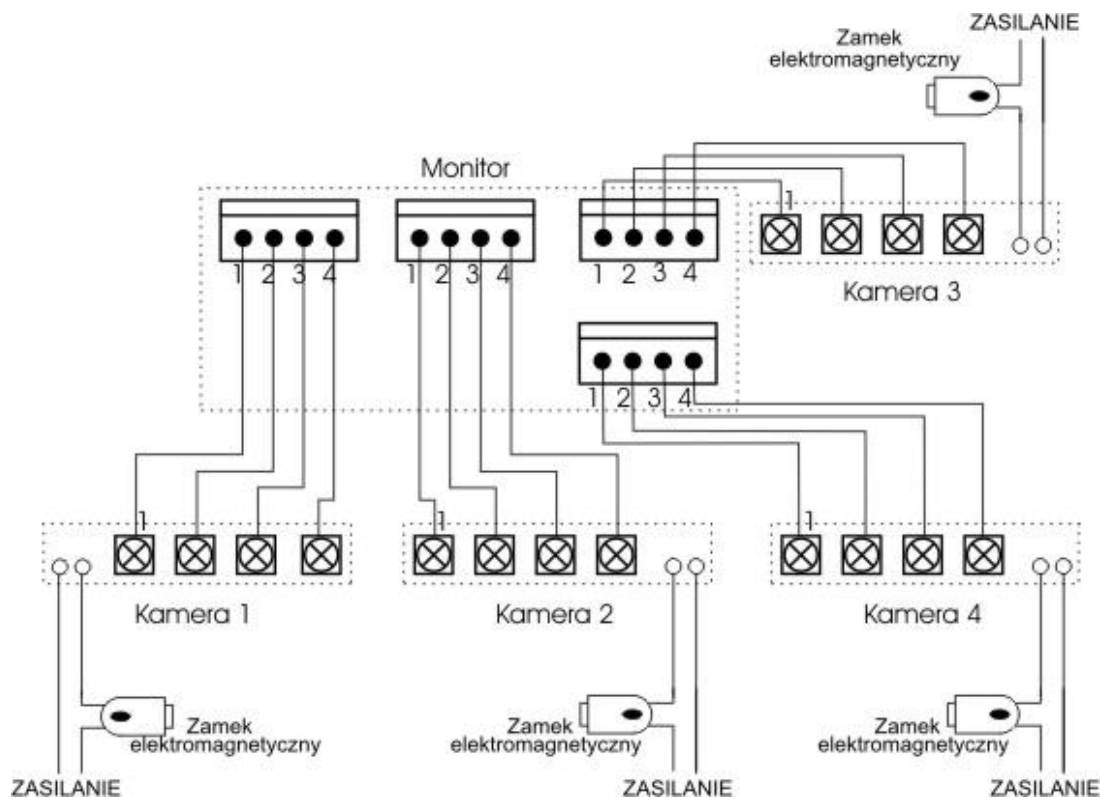 ZASILANIE
Zamek
elektromagnetyczny
Monitor
1
1 2 3 4
1 2 3 4
1 2 3 4
Kamera 3
1 2 3 4
1
1
1
Kamera 1
Kamera 2
Kamera 4
Zamek
elektromagnetyczny
Zamek
elektromagnetyczny
Zamek
elektromagnetyczny
ZASILANIE
ZASILANIE
ZASILANIE